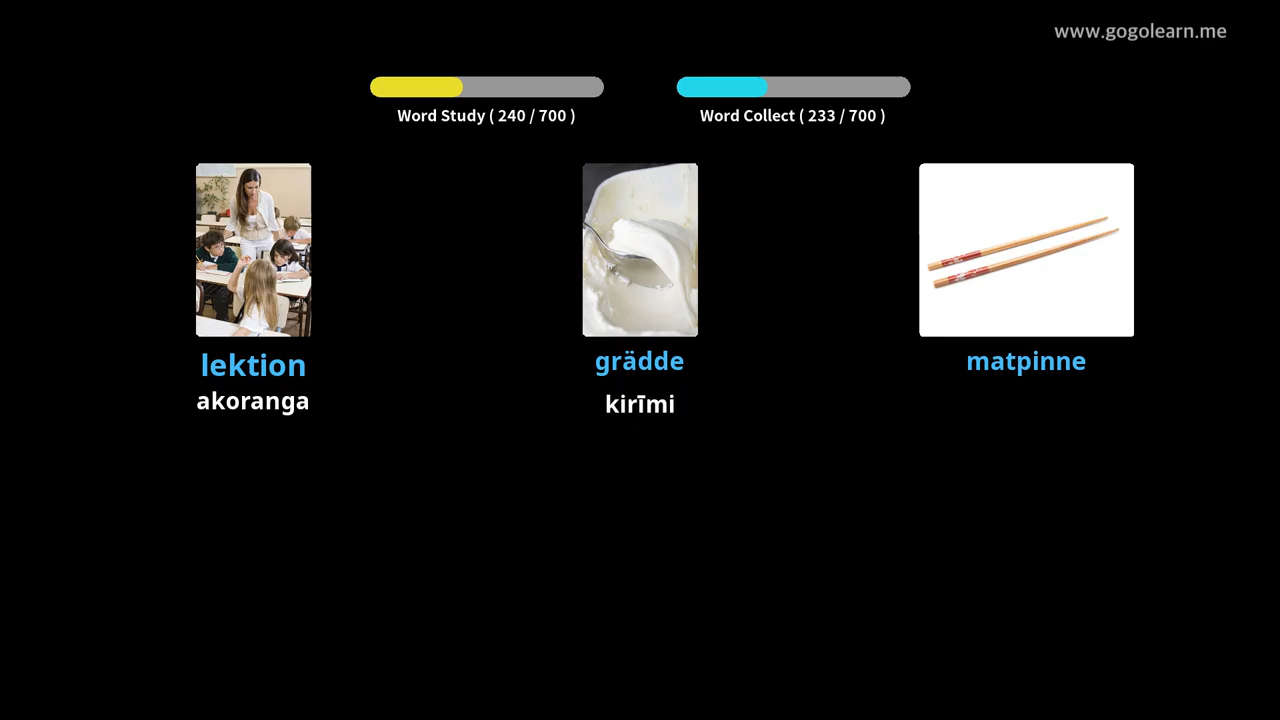 www.gogolearn.me
Word Study ( 240 / 700 )
Word Collect ( 233 / 700 )
lektion
akoranga
grädde
kirīmi
matpinne